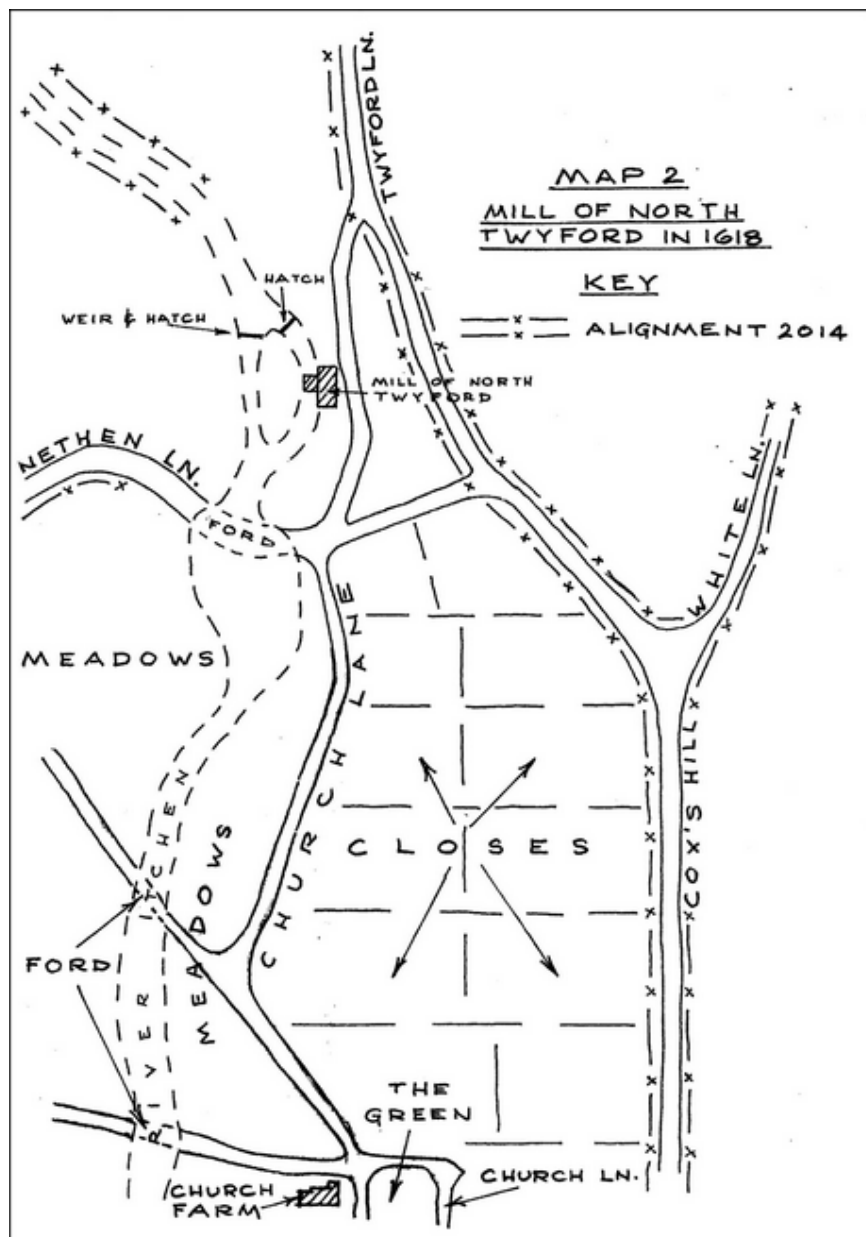 TWYFORD LN.
MAP 2
MILL OF NORTH
TWYFORD IN 1618
KEY
ALIGNMENT 2014
HATCH
WEIR & HATCH
MILL OF NORTH
TWYFORD
NETHEN LN.
FORD
WHITE LN.
CHURCH LANE
MEADOWS
COX'S HILL
CLOSES
MEADOWS
RIVER ITCHEN
FORD
THE
GREEN
CHURCH LN.
CHURCH
FARM